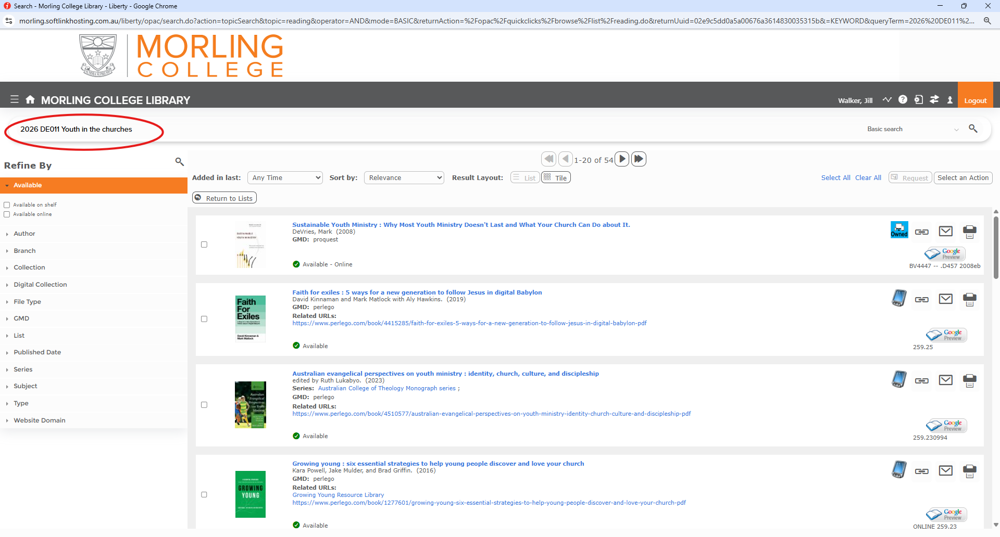 Search - Morling College Library - Liberty - Google Chrome
morling.softlinkhosting.com.au/liberty/opac/search.do?action=topicSearch&topic=reading&operator=AND&mode=BASIC&returnAction=%2Fopac%2Fquickclicks%2Fbrowse%2Flist%2Freading.do&returnUuid=02e9c5dd0a5a00676a3614830035315b&=KEYWORD&queryTerm=2026%20DE011%2...
MORLING
COLLEGE
MORLING COLLEGE LIBRARY
Walker, Jill
Logout
2026 DE011 Youth in the churches
Basic search
Refine By
Available
Available on shelf
Available online
Author
Branch
Collection
Digital Collection
File Type
GMD
List
Published Date
Series
Subject
Type
Website Domain
1-20 of 54
Added in last: Any Time Sort by: Relevance Result Layout: List Tile
Select All Clear All Request Select an Action
Return to Lists
SUSTAINABLE
YOUTH MINISTRY
Sustainable Youth Ministry : Why Most Youth Ministry Doesn't Last and What Your Church Can Do about It.
DeVries, Mark (2008)
GMD: proquest
Available - Online
Owned
Google
Preview
BV4447 -- .D457 2008eb
Faith
For
Exiles
David Kinnaman &
Mark Matlock
Faith for exiles : 5 ways for a new generation to follow Jesus in digital Babylon
David Kinnaman and Mark Matlock with Aly Hawkins. (2019)
GMD: perlego
Related URLs:
https://www.perlego.com/book/4415285/faith-for-exiles-5-ways-for-a-new-generation-to-follow-jesus-in-digital-babylon-pdf
Available
Google
Preview
259.25
Australian
Evangelical
Perspectives
on Youth
Ministry
Australian evangelical perspectives on youth ministry : identity, church, culture, and discipleship
edited by Ruth Lukabyo. (2023)
Series: Australian College of Theology Monograph series ;
GMD: perlego
Related URLs:
https://www.perlego.com/book/4510577/australian-evangelical-perspectives-on-youth-ministry-identity-church-culture-and-discipleship-pdf
Available
Google
Preview
259.230994
GROWING
YOUNG
Growing young : six essential strategies to help young people discover and love your church
Kara Powell, Jake Mulder, and Brad Griffin. (2016)
GMD: perlego
Related URLs:
Growing Young Resource Library
https://www.perlego.com/book/1277601/growing-young-six-essential-strategies-to-help-young-people-discover-and-love-your-church-pdf
Available
Google
Preview
ONLINE 259.23